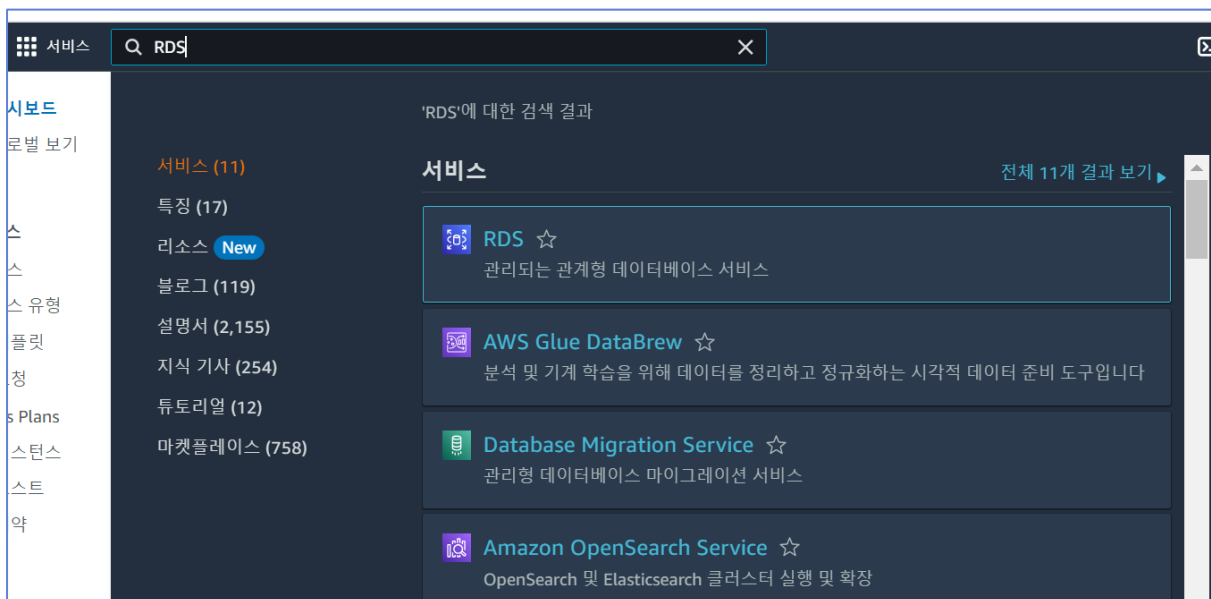 서비스
RDS
시보드
로벌 보기
스
스
스 유형
플릿
청
s Plans
스턴스
스트
약
서비스 (11)
특징 (17)
리소스 New
블로그 (119)
설명서 (2,155)
지식 기사 (254)
튜토리얼 (12)
마켓플레이스 (758)
'RDS'에 대한 검색 결과
서비스
전체 11개 결과 보기
RDS
관리되는 관계형 데이터베이스 서비스
AWS Glue DataBrew
분석 및 기계 학습을 위해 데이터를 정리하고 정규화하는 시각적 데이터 준비 도구입니다
Database Migration Service
관리형 데이터베이스 마이그레이션 서비스
Amazon OpenSearch Service
OpenSearch 및 Elasticsearch 클러스터 실행 및 확장